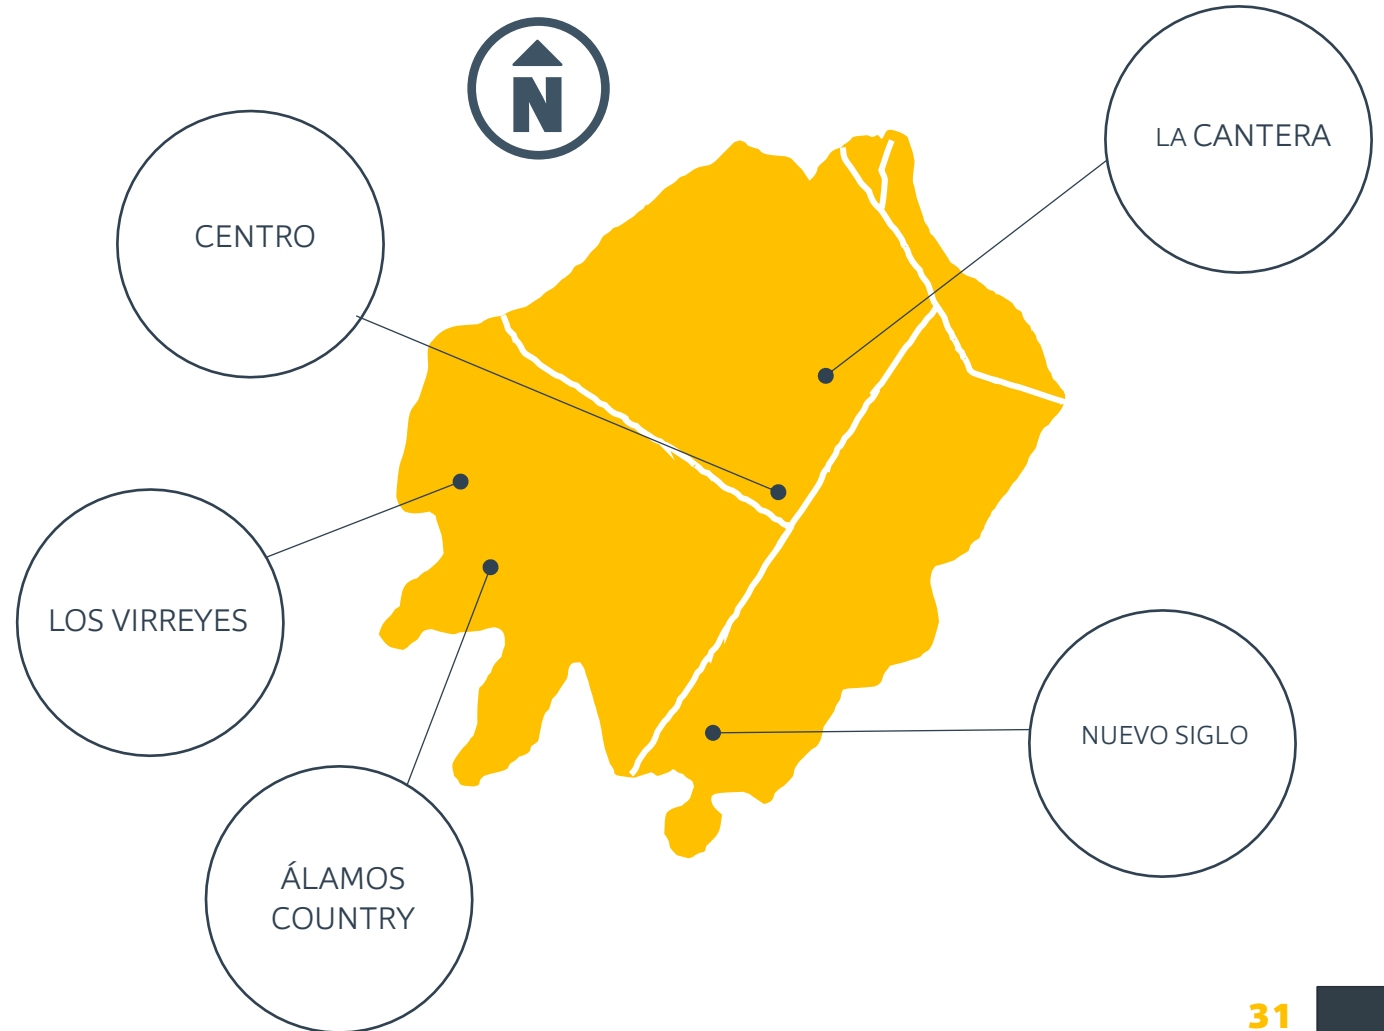 N
LA CANTERA
CENTRO
LOS VIRREYES
NUEVO SIGLO
ÁLAMOS
COUNTRY
31